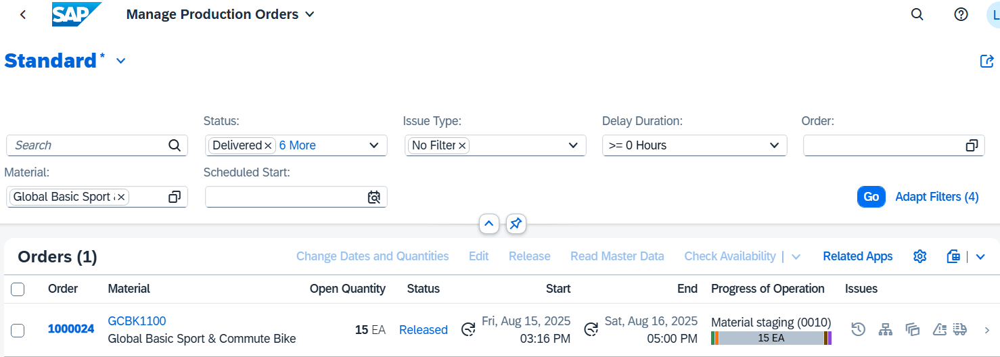 SAP Manage Production Orders L
Standard *
Status: Issue Type: Delay Duration: Order:
Search Delivered 6 More No Filter >= 0 Hours
Material: Scheduled Start:
Global Basic Sport Go Adapt Filters (4)
Orders (1) Change Dates and Quantities Edit Release Read Master Data Check Availability Related Apps
Order Material Open Quantity Status Start End Progress of Operation Issues
1000024 GCBK1100 15 EA Released Fri, Aug 15, 2025 Sat, Aug 16, 2025 Material staging (0010)
Global Basic Sport & Commute Bike 03:16 PM 05:00 PM 15 EA